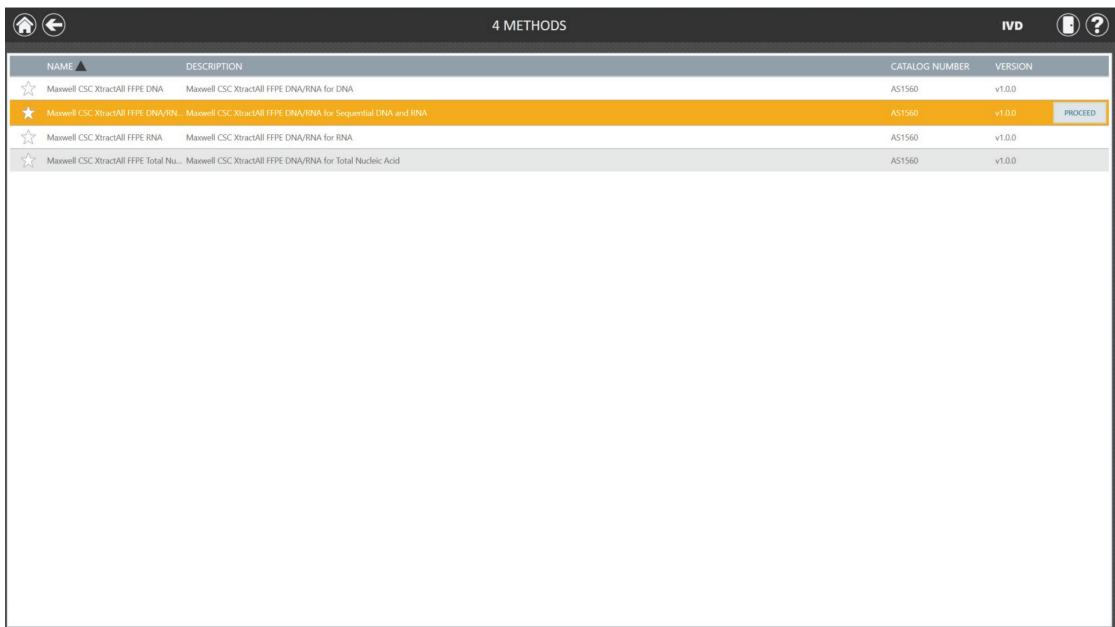 4 METHODS IVD ?
NAME DESCRIPTION CATALOG NUMBER VERSION
Maxwell CSC XtractAll FFPE DNA Maxwell CSC XtractAll FFPE DNA/RNA for DNA AS1560 v1.0.0
Maxwell CSC XtractAll FFPE DNA/RN... Maxwell CSC XtractAll FFPE DNA/RNA for Sequential DNA and RNA AS1560 v1.0.0 PROCEED
Maxwell CSC XtractAll FFPE RNA Maxwell CSC XtractAll FFPE DNA/RNA for RNA AS1560 v1.0.0
Maxwell CSC XtractAll FFPE Total Nu... Maxwell CSC XtractAll FFPE DNA/RNA for Total Nucleic Acid AS1560 v1.0.0